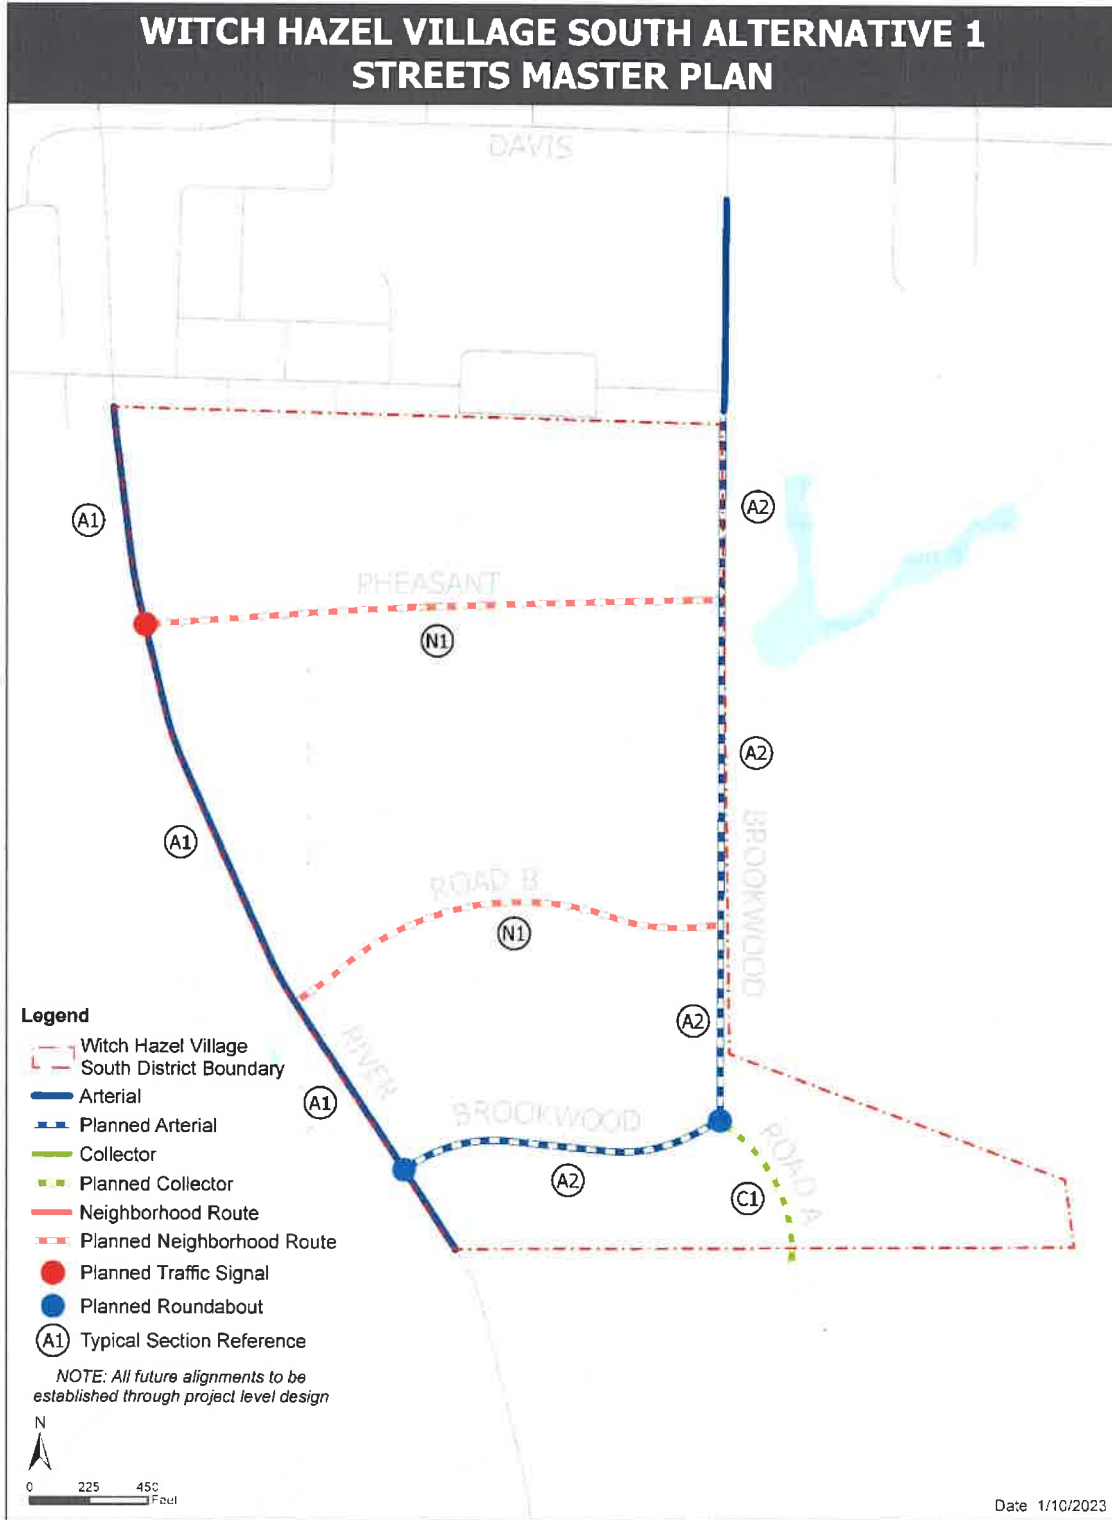 WITCH HAZEL VILLAGE SOUTH ALTERNATIVE 1
STREETS MASTER PLAN
DAVIS
A1
A2
PHEASANT
N1
A2
A1
BROOKWOOD
ROAD B
N1
A2
RIVER
A1
BROOKWOOD
A2
ROAD A
C1
Legend
Witch Hazel Village
South District Boundary
Arterial
Planned Arterial
Collector
Planned Collector
Neighborhood Route
Planned Neighborhood Route
Planned Traffic Signal
Planned Roundabout
A1 Typical Section Reference
NOTE: All future alignments to be
established through project level design
N
0 225 450
Feet
Date 1/10/2023